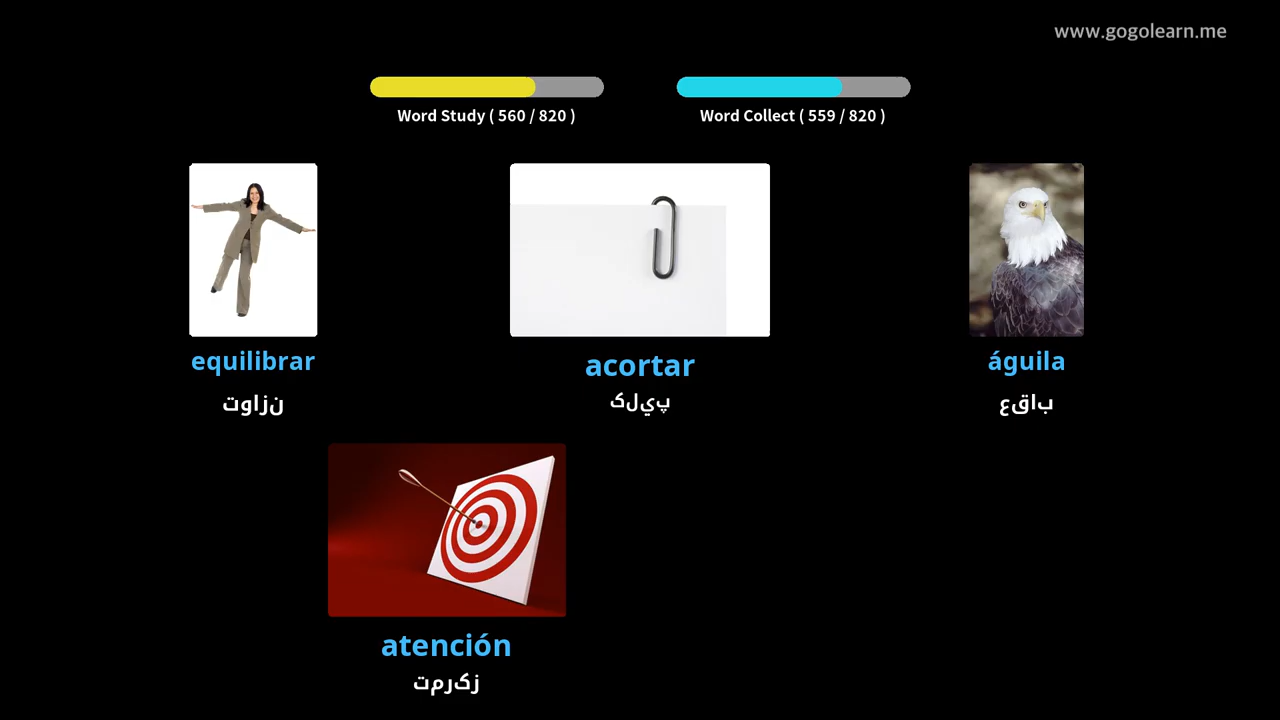 www.gogolearn.me
Word Study ( 560 / 820 )
Word Collect ( 559 / 820 )
equilibrar
نزاوت
acortar
پيلک
águila
باقع
atención
زکرمت